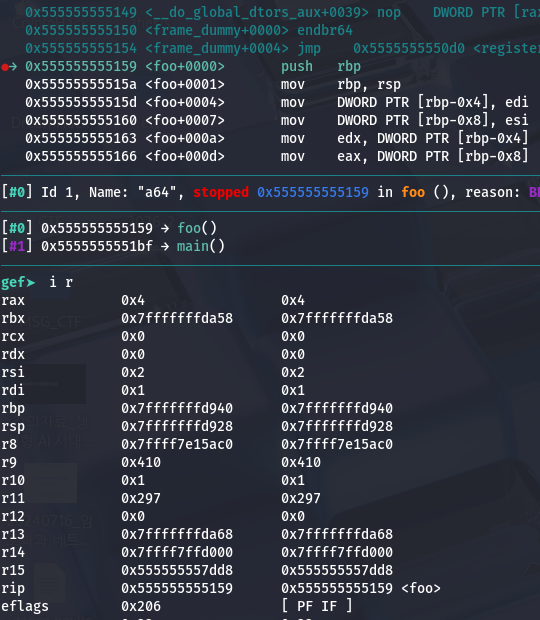 0x555555555149 <__do_global_dtors_aux+0039> nop    DWORD PTR [rax
0x555555555150 <frame_dummy+0000> endbr64
0x555555555154 <frame_dummy+0004> jmp    0x5555555550d0 <register
●→ 0x555555555159 <foo+0000>       push   rbp
0x55555555515a <foo+0001>       mov    rbp, rsp
0x55555555515d <foo+0004>       mov    DWORD PTR [rbp-0x4], edi
0x555555555160 <foo+0007>       mov    DWORD PTR [rbp-0x8], esi
0x555555555163 <foo+000a>       mov    edx, DWORD PTR [rbp-0x4]
0x555555555166 <foo+000d>       mov    eax, DWORD PTR [rbp-0x8]
[#0] Id 1, Name: "a64", stopped 0x555555555159 in foo (), reason:
[#0] 0x555555555159 → foo()
[#1] 0x5555555551bf → main()
gef➤  i r
rax            0x4                 0x4
rbx            0x7fffffffda58      0x7fffffffda58
rcx            0x0                 0x0
rdx            0x0                 0x0
rsi            0x2                 0x2
rdi            0x1                 0x1
rbp            0x7fffffffd940      0x7fffffffd940
rsp            0x7fffffffd928      0x7fffffffd928
r8             0x7ffff7e15ac0      0x7ffff7e15ac0
r9             0x410               0x410
r10            0x1                 0x1
r11            0x297               0x297
r12            0x0                 0x0
r13            0x7fffffffda68      0x7fffffffda68
r14            0x7ffff7ffd000      0x7ffff7ffd000
r15            0x555555557dd8      0x555555557dd8
rip            0x555555555159      0x555555555159 <foo>
eflags         0x206               [ PF IF ]